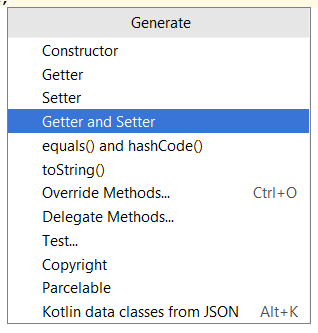 Generate
Constructor
Getter
Setter
Getter and Setter
equals() and hashCode()
toString()
Override Methods... Ctrl+O
Delegate Methods...
Test...
Copyright
Parcelable
Kotlin data classes from JSON Alt+K